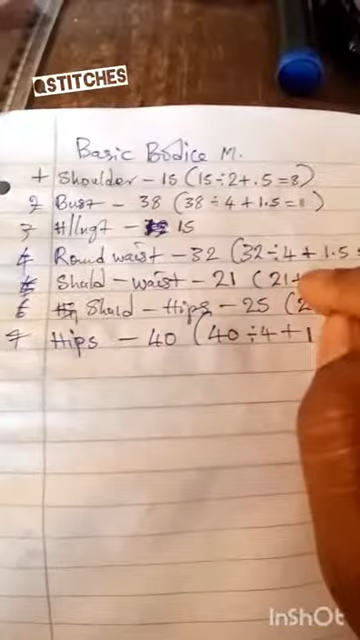 QSTITCHES
Basic Bodice M.
1 Shoulder - 15 (15÷2+.5=8)
2 Bust - 38 (38÷4+1.5=11)
3 H/lngt - 15
4 Round waist - 32 (32÷4+1.5
5 Shuld - waist - 21 (21+
6 Shuld - Hips - 25 (2
7 Hips - 40 (40÷4+1
InShOt